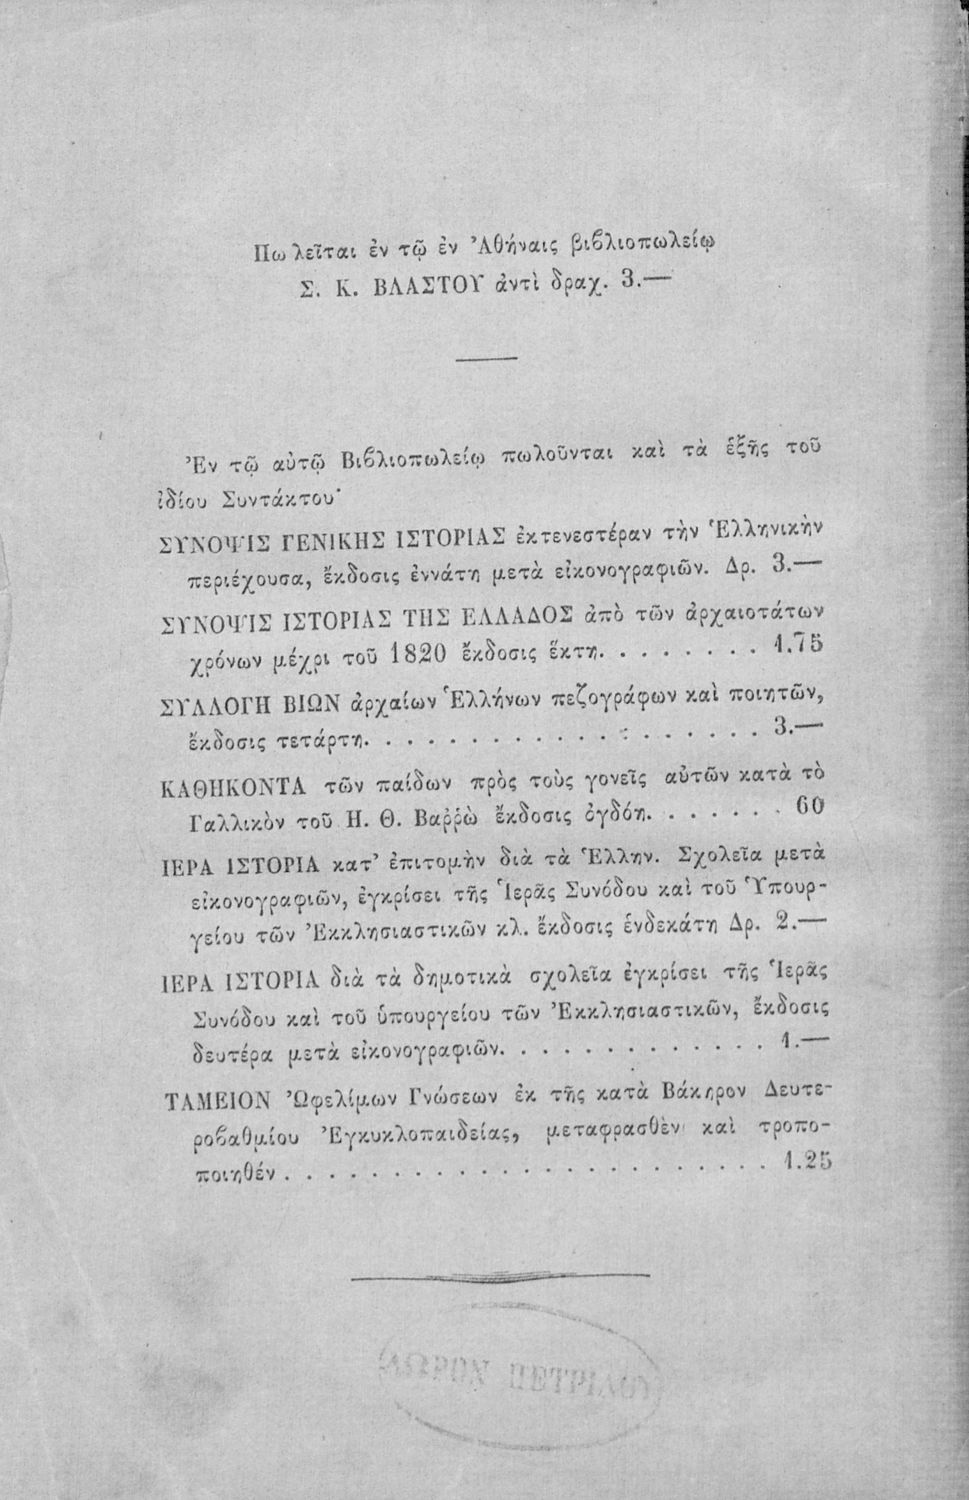 Πωλεῖται ἐν τῷ ἐν Ἀθήναις βιβλιοπωλείῳ
Σ. Κ. ΒΛΑΣΤΟΥ ἀντὶ δραχ. 3.—
Ἐν τῷ αὐτῷ Βιβλιοπωλείῳ πωλοῦνται καὶ τὰ ἑξῆς τοῦ
ἰδίου Συντάκτου·
ΣΥΝΟΨΙΣ ΓΕΝΙΚΗΣ ΙΣΤΟΡΙΑΣ ἐκτενεστέραν τὴν Ἑλληνικὴν
περιέχουσα, ἔκδοσις ἐννάτη μετὰ εἰκονογραφιῶν. Δρ. 3.—
ΣΥΝΟΨΙΣ ΙΣΤΟΡΙΑΣ ΤΗΣ ΕΛΛΑΔΟΣ ἀπὸ τῶν ἀρχαιοτάτων
χρόνων μέχρι τοῦ 1820 ἔκδοσις ἕκτη. . . . . . . . 1.75
ΣΥΛΛΟΓΗ ΒΙΩΝ ἀρχαίων Ἑλλήνων πεζογράφων καὶ ποιητῶν,
ἔκδοσις τετάρτη. . . . . . . . . . . . . . . . . . . 3.—
ΚΑΘΗΚΟΝΤΑ τῶν παίδων πρὸς τοὺς γονεῖς αὐτῶν κατὰ τὸ
Γαλλικὸν τοῦ Η. Θ. Βαῤῥὼ ἔκδοσις ὀγδόη. . . . . . . 60
ΙΕΡΑ ΙΣΤΟΡΙΑ κατ' ἐπιτομὴν διὰ τὰ Ἑλλην. Σχολεῖα μετὰ
εἰκονογραφιῶν, ἐγκρίσει τῆς Ἱερᾶς Συνόδου καὶ τοῦ Ὑπουρ-
γείου τῶν Ἐκκλησιαστικῶν κλ. ἔκδοσις ἑνδεκάτη Δρ. 2.—
ΙΕΡΑ ΙΣΤΟΡΙΑ διὰ τὰ δημοτικὰ σχολεῖα ἐγκρίσει τῆς Ἱερᾶς
Συνόδου καὶ τοῦ ὑπουργείου τῶν Ἐκκλησιαστικῶν, ἔκδοσις
δευτέρα μετὰ εἰκονογραφιῶν. . . . . . . . . . . . . 1.—
ΤΑΜΕΙΟΝ Ὠφελίμων Γνώσεων ἐκ τῆς κατὰ Βάκηρον Δευτε-
ροβαθμίου Ἐγκυκλοπαιδείας, μεταφρασθὲν καὶ τροπο-
ποιηθέν . . . . . . . . . . . . . . . . . . . . . . . 1.25
ΔΩΡΟΝ ΠΕΤΡΙΔΟΥ